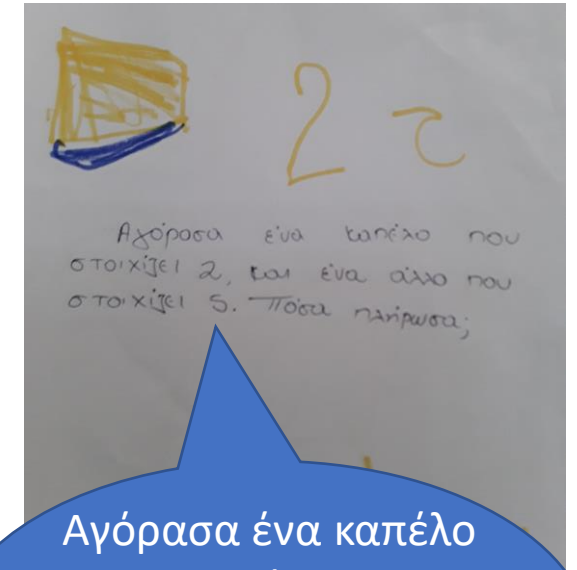 2 τ
Αγόρασα ένα καπέλο που
στοιχίζει 2, και ένα άλλο που
στοιχίζει 5. Πόσα πλήρωσα;
Αγόρασα ένα καπέλο